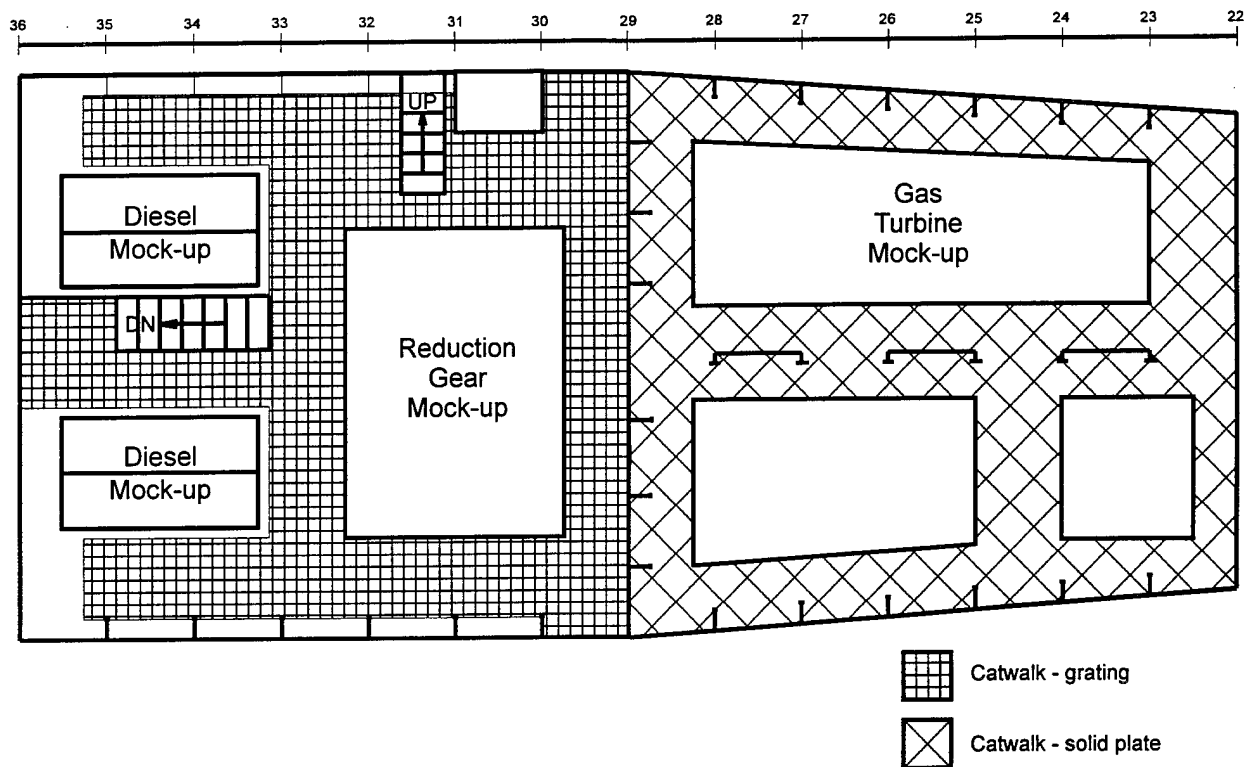 36 35 34 33 32 31 30 29 28 27 26 25 24 23 22
UP
Diesel
Mock-up
DN
Reduction
Gear
Mock-up
Gas
Turbine
Mock-up
Diesel
Mock-up
Catwalk - grating
Catwalk - solid plate